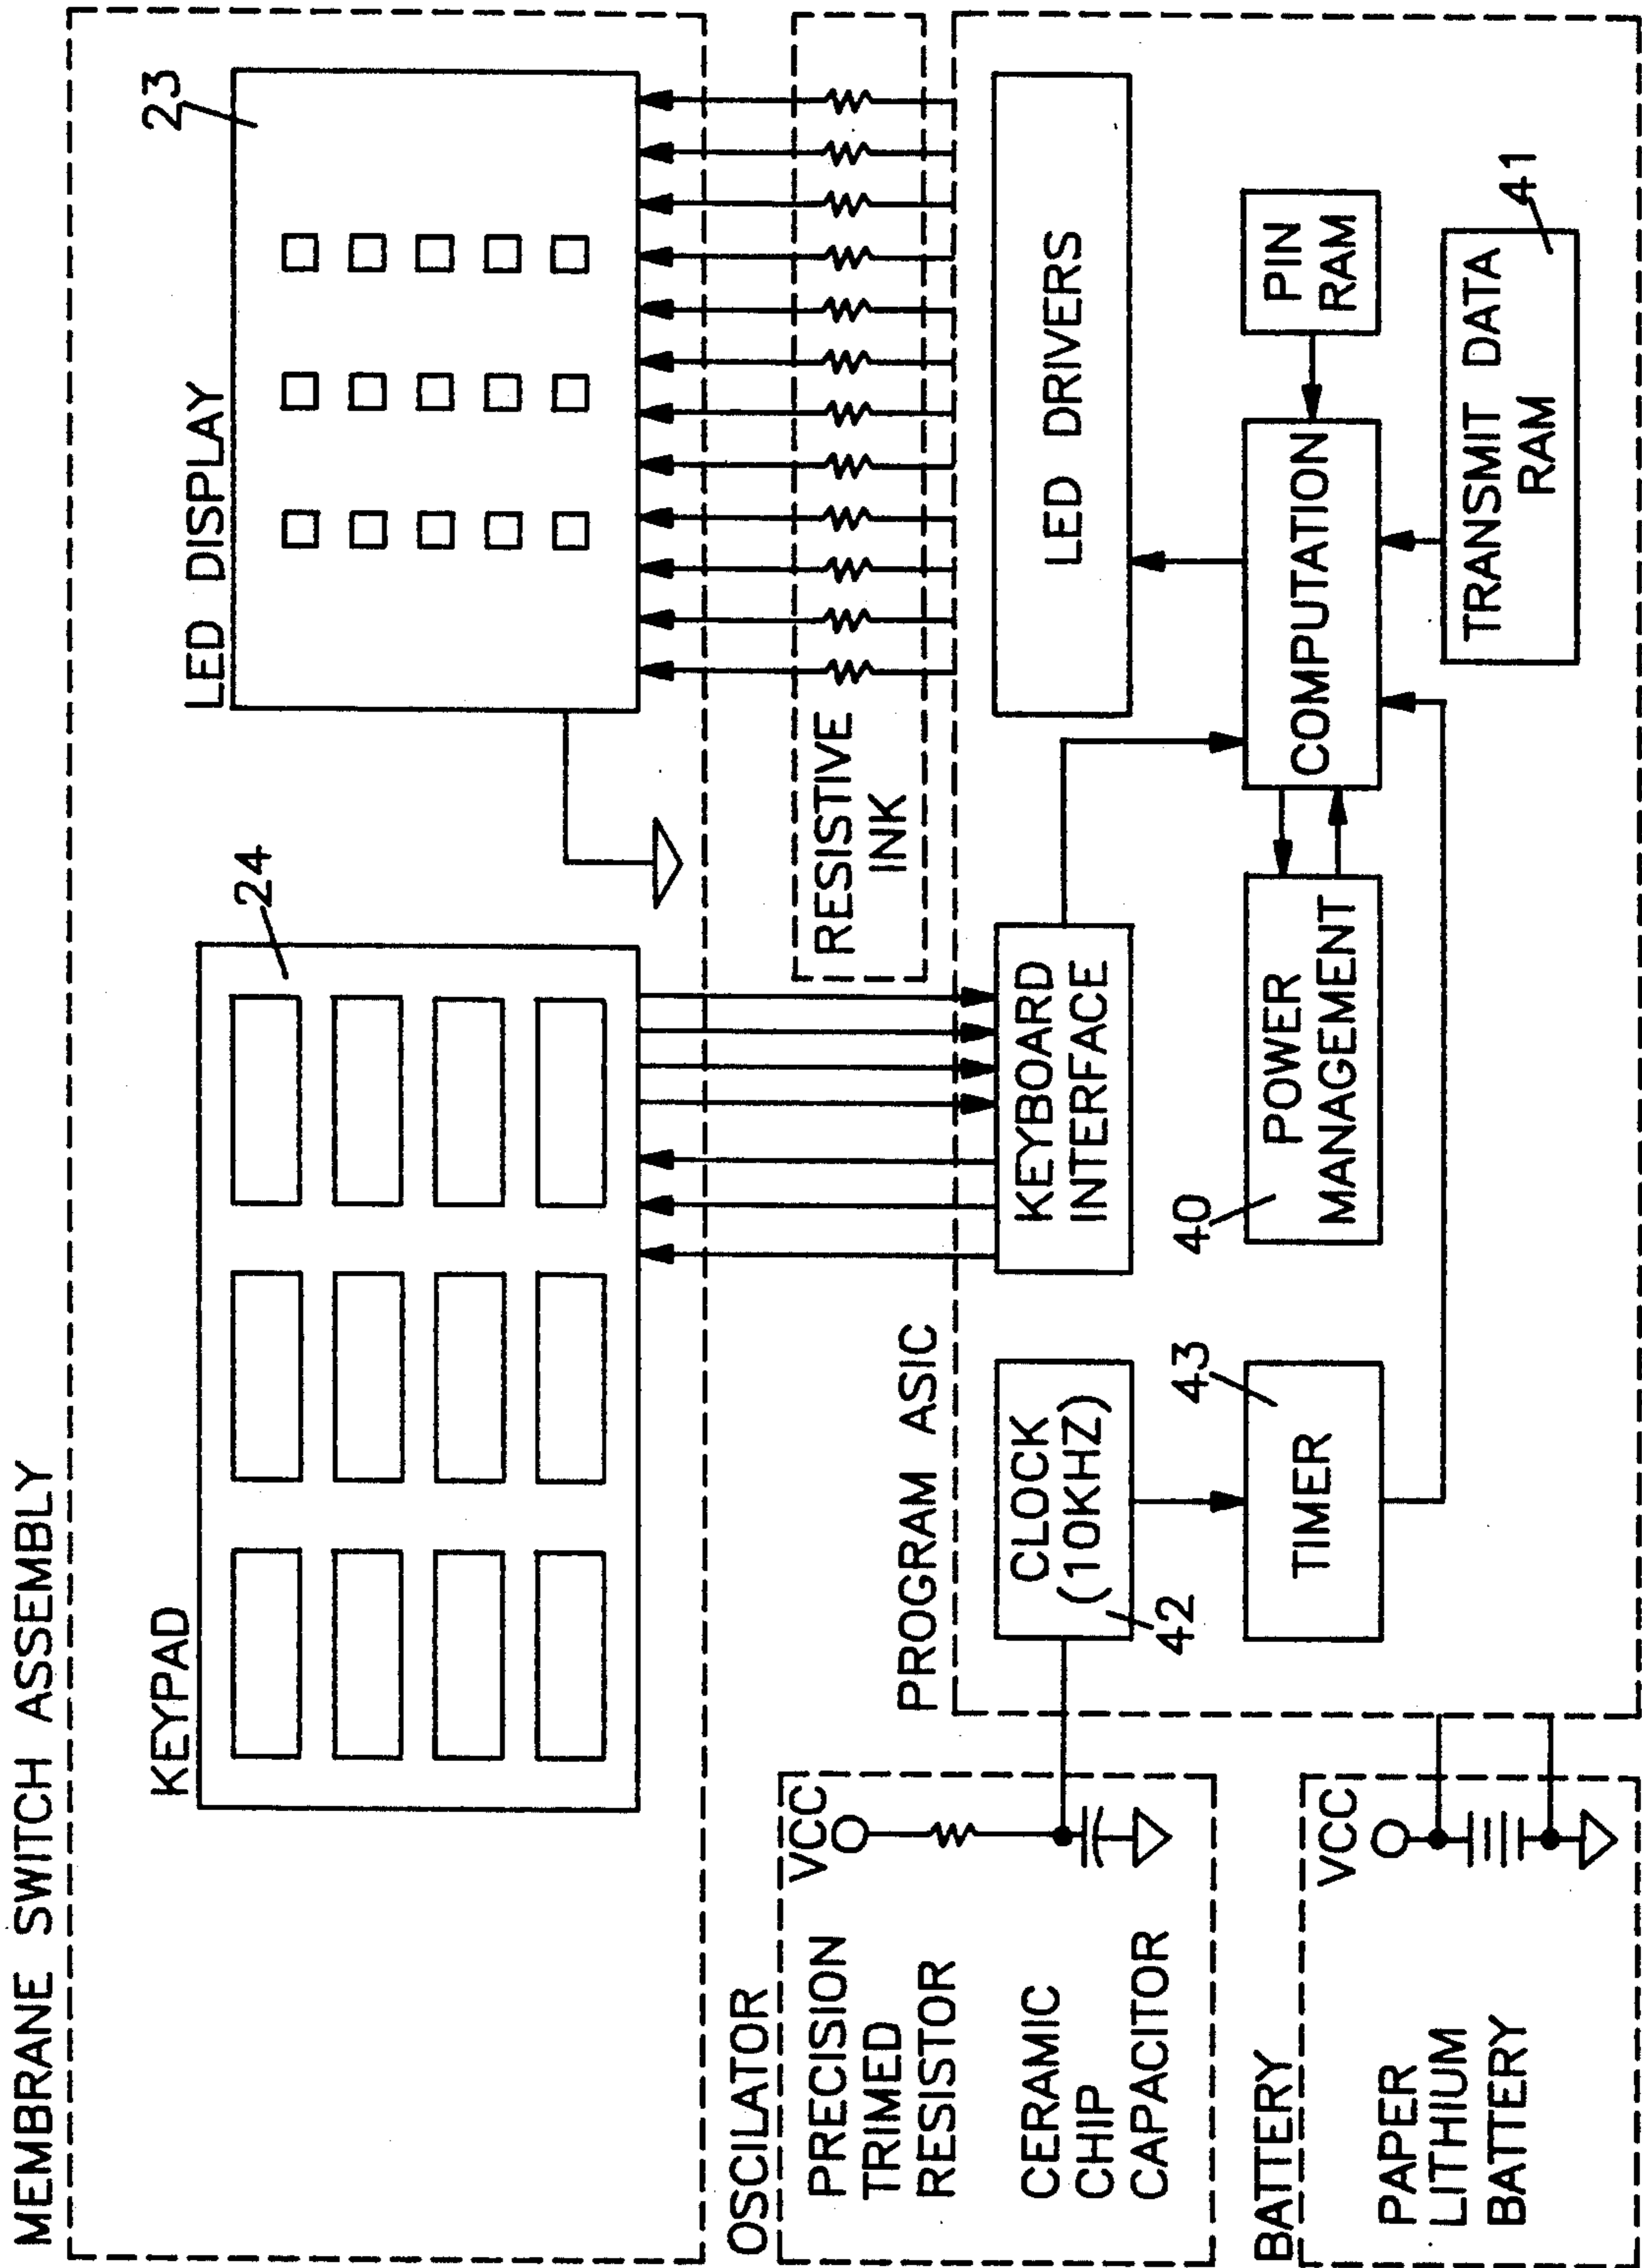 MEMBRANE SWITCH ASSEMBLY
KEYPAD
24
LED DISPLAY
23
OSCILATOR
VCC
PRECISION
TRIMED
RESISTOR
CERAMIC
CHIP
CAPACITOR
RESISTIVE
INK
PROGRAM ASIC
CLOCK
(10KHZ)
42
KEYBOARD
INTERFACE
LED DRIVERS
43
TIMER
40
POWER
MANAGEMENT
COMPUTATION
PIN
RAM
TRANSMIT DATA
RAM
41
BATTERY
VCC
PAPER
LITHIUM
BATTERY